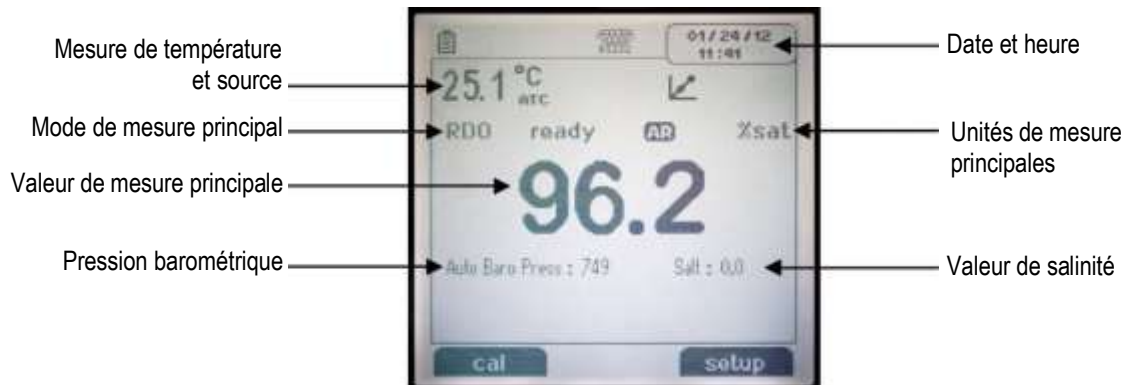 Mesure de température
et source
Mode de mesure principal
Valeur de mesure principale
Pression barométrique
01/24/12
11:41
25.1 °C
ATC
RDO ready AR %sat
96.2
Auto Baro Press : 749 Salt : 0,0
cal setup
Date et heure
Unités de mesure
principales
Valeur de salinité